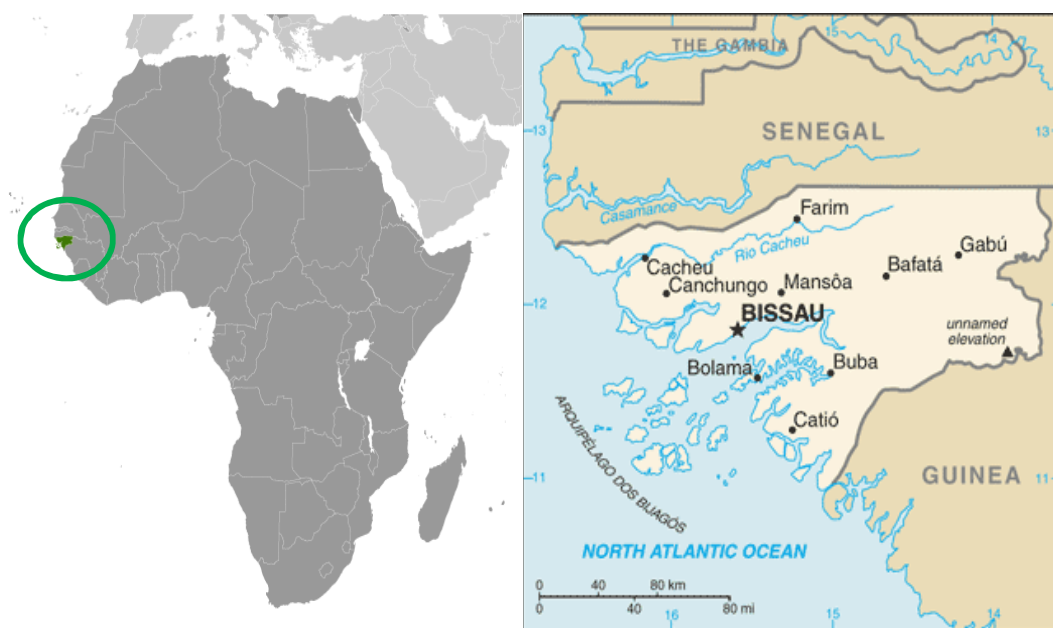 THE GAMBIA
15
14
13
13
SENEGAL
Casamance
Farim
Rio Cacheu
Gabú
Cacheu
Bafatá
Canchungo
Mansôa
12
12
BISSAU
unnamed
elevation
Bolama
Buba
Catió
ARQUIPÉLAGO DOS BIJAGÓS
11
11
GUINEA
NORTH ATLANTIC OCEAN
0 40 80 km
0 40 80 mi
16
15
14